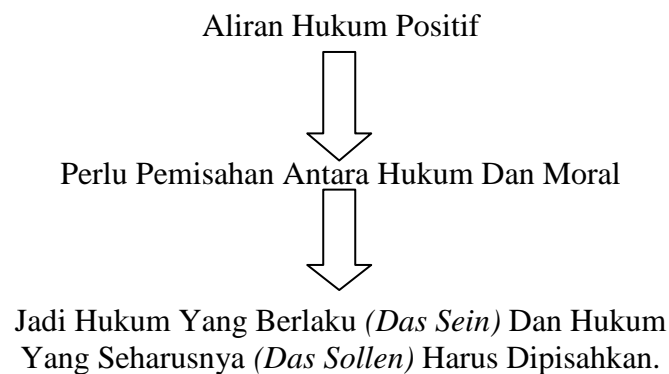 Aliran Hukum Positif
Perlu Pemisahan Antara Hukum Dan Moral
Jadi Hukum Yang Berlaku (Das Sein) Dan Hukum
Yang Seharusnya (Das Sollen) Harus Dipisahkan.